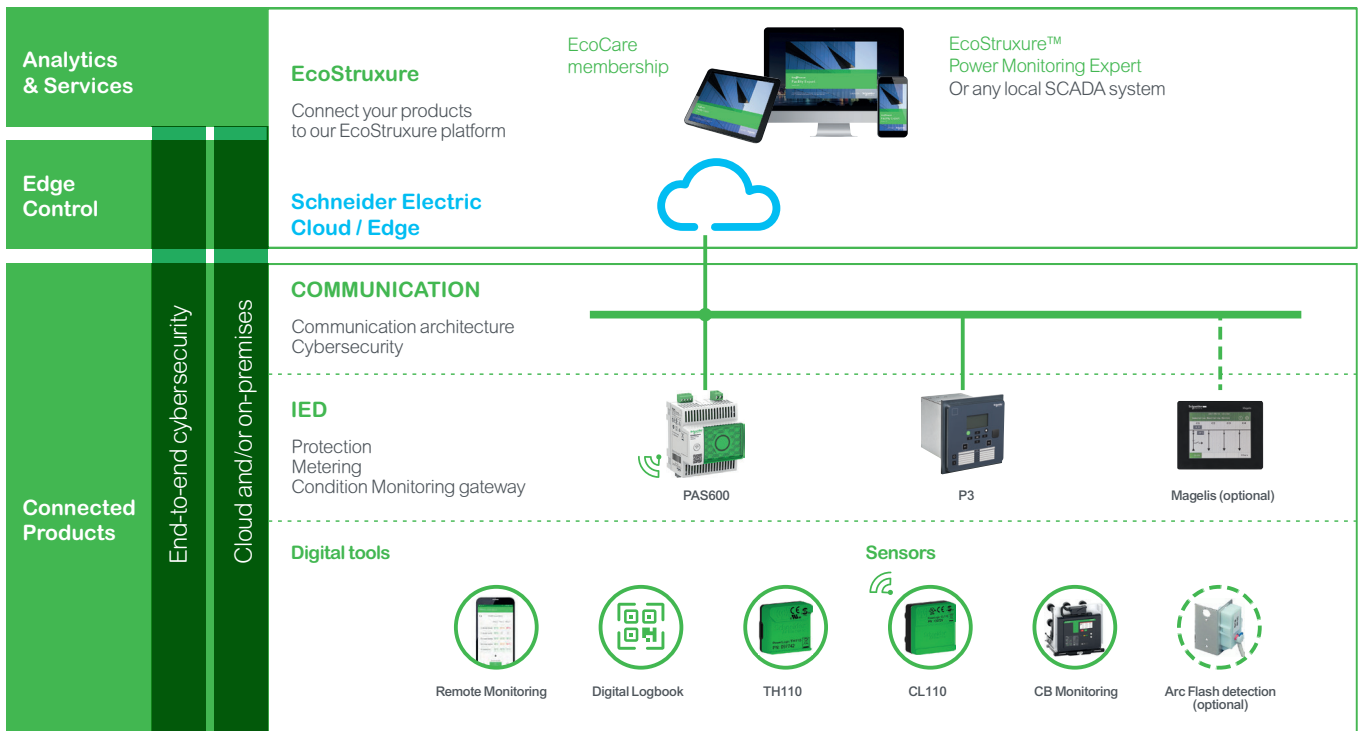 Analytics
& Services
EcoStruxure
Connect your products
to our EcoStruxure platform
EcoCare
membership
EcoStruxure™
Power Monitoring Expert
Or any local SCADA system
Edge
Control
Schneider Electric
Cloud / Edge
Connected
Products
End-to-end cybersecurity
Cloud and/or on-premises
COMMUNICATION
Communication architecture
Cybersecurity
IED
Protection
Metering
Condition Monitoring gateway
PAS600
P3
Magelis (optional)
Digital tools
Sensors
Remote Monitoring
Digital Logbook
TH110
CL110
CB Monitoring
Arc Flash detection
(optional)